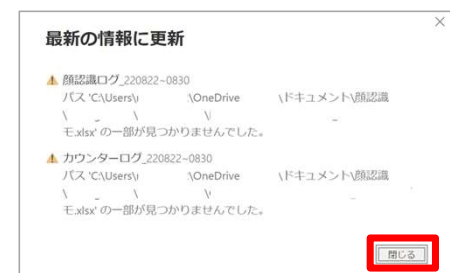 最新の情報に更新
顔認識ログ_220822~0830
パス 'C:\Users\ \OneDrive \ドキュメント\顔認識
\ _ \ \ _
モ.xlsx' の一部が見つかりませんでした。
カウンターログ_220822~0830
パス 'C:\Users\ \OneDrive \ドキュメント\顔認識
\ _ \ \ _
モ.xlsx' の一部が見つかりませんでした。
閉じる